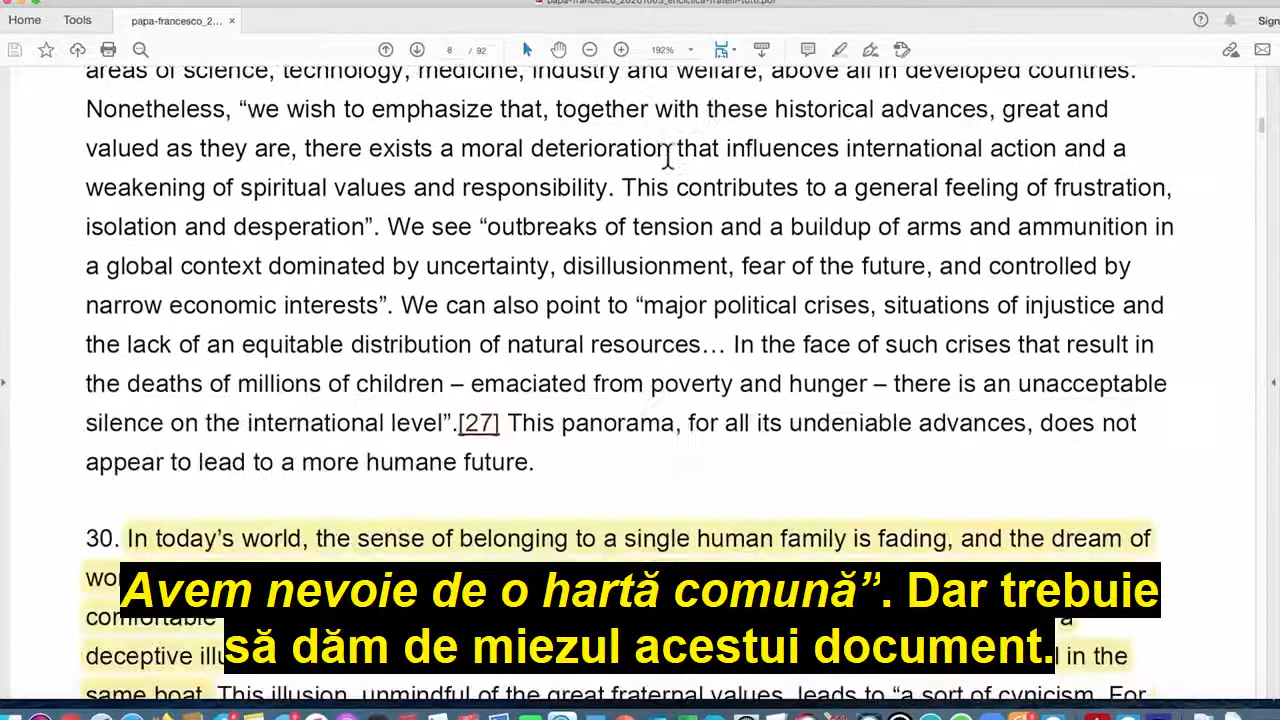 papa-francesco_20201003_enciclica-fratelli-tutti.pdf
Home Tools papa-francesco_2... × Sign
8 / 92 192%
areas of science, technology, medicine, industry and welfare, above all in developed countries.
Nonetheless, “we wish to emphasize that, together with these historical advances, great and
valued as they are, there exists a moral deterioration that influences international action and a
weakening of spiritual values and responsibility. This contributes to a general feeling of frustration,
isolation and desperation”. We see “outbreaks of tension and a buildup of arms and ammunition in
a global context dominated by uncertainty, disillusionment, fear of the future, and controlled by
narrow economic interests”. We can also point to “major political crises, situations of injustice and
the lack of an equitable distribution of natural resources… In the face of such crises that result in
the deaths of millions of children – emaciated from poverty and hunger – there is an unacceptable
silence on the international level”.[27] This panorama, for all its undeniable advances, does not
appear to lead to a more humane future.
30. In today’s world, the sense of belonging to a single human family is fading, and the dream of
Avem nevoie de o hartă comună”. Dar trebuie
comfortable a
să dăm de miezul acestui document.
deceptive l in the
same boat. This illusion, unmindful of the great fraternal values, leads to “a sort of cynicism. For